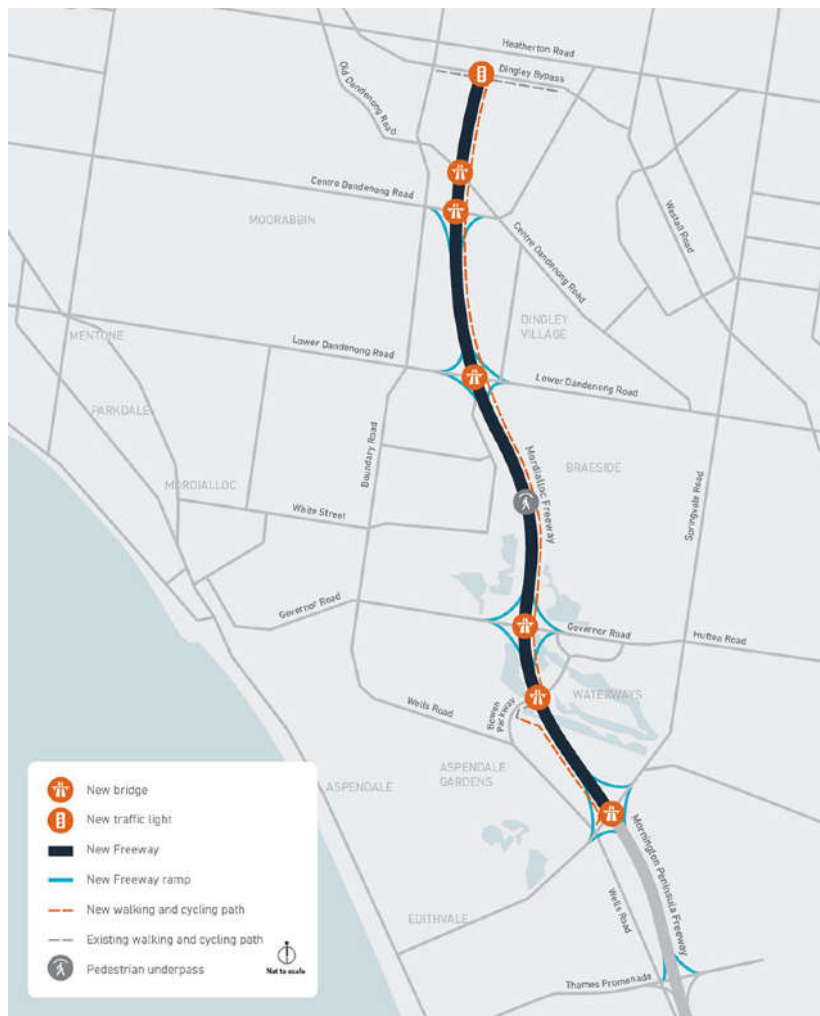 Heatherton Road
Dingley Bypass
Old Dandenong Road
Centre Dandenong Road
MOORABBIN
Westall Road
Centre Dandenong Road
DINGLEY
VILLAGE
MENTONE
Lower Dandenong Road
Lower Dandenong Road
PARKDALE
Boundary Road
Mordialloc Freeway
BRAESIDE
MORDIALLOC
Springvale Road
White Street
Governor Road
Governor Road
Hutton Road
WATERWAYS
Wells Road
Bowen
Parkway
ASPENDALE
GARDENS
ASPENDALE
Mornington Peninsula Freeway
Wells Road
EDITHVALE
Thames Promenade
New bridge
New traffic light
New Freeway
New Freeway ramp
New walking and cycling path
Existing walking and cycling path
Pedestrian underpass
Not to scale